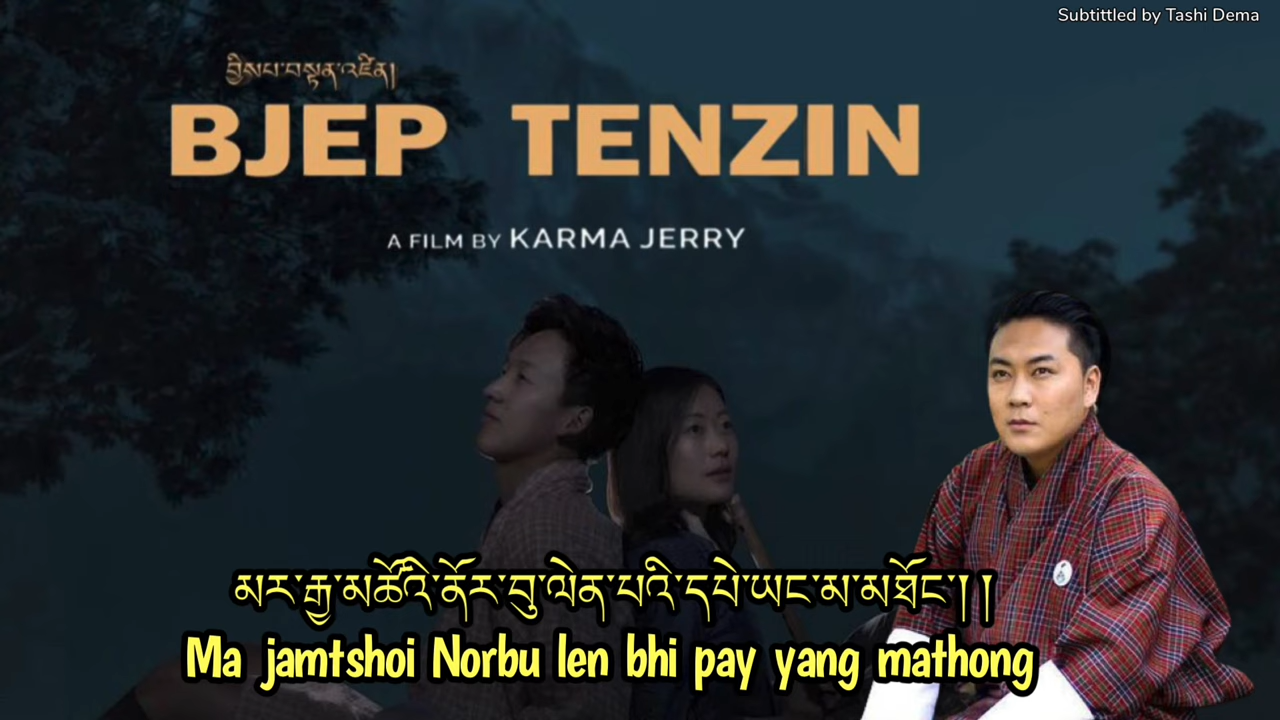 Subtittled by Tashi Dema
བྱིསཔ་བསྟན་འཛིན།
BJEP TENZIN
A FILM BY KARMA JERRY
མར་རྒྱ་མཚོའི་ནོར་བུ་ལེན་པའི་དཔེ་ཡང་མ་མཐོང་།།
Ma jamtshoi Norbu len bhi pay yang mathong